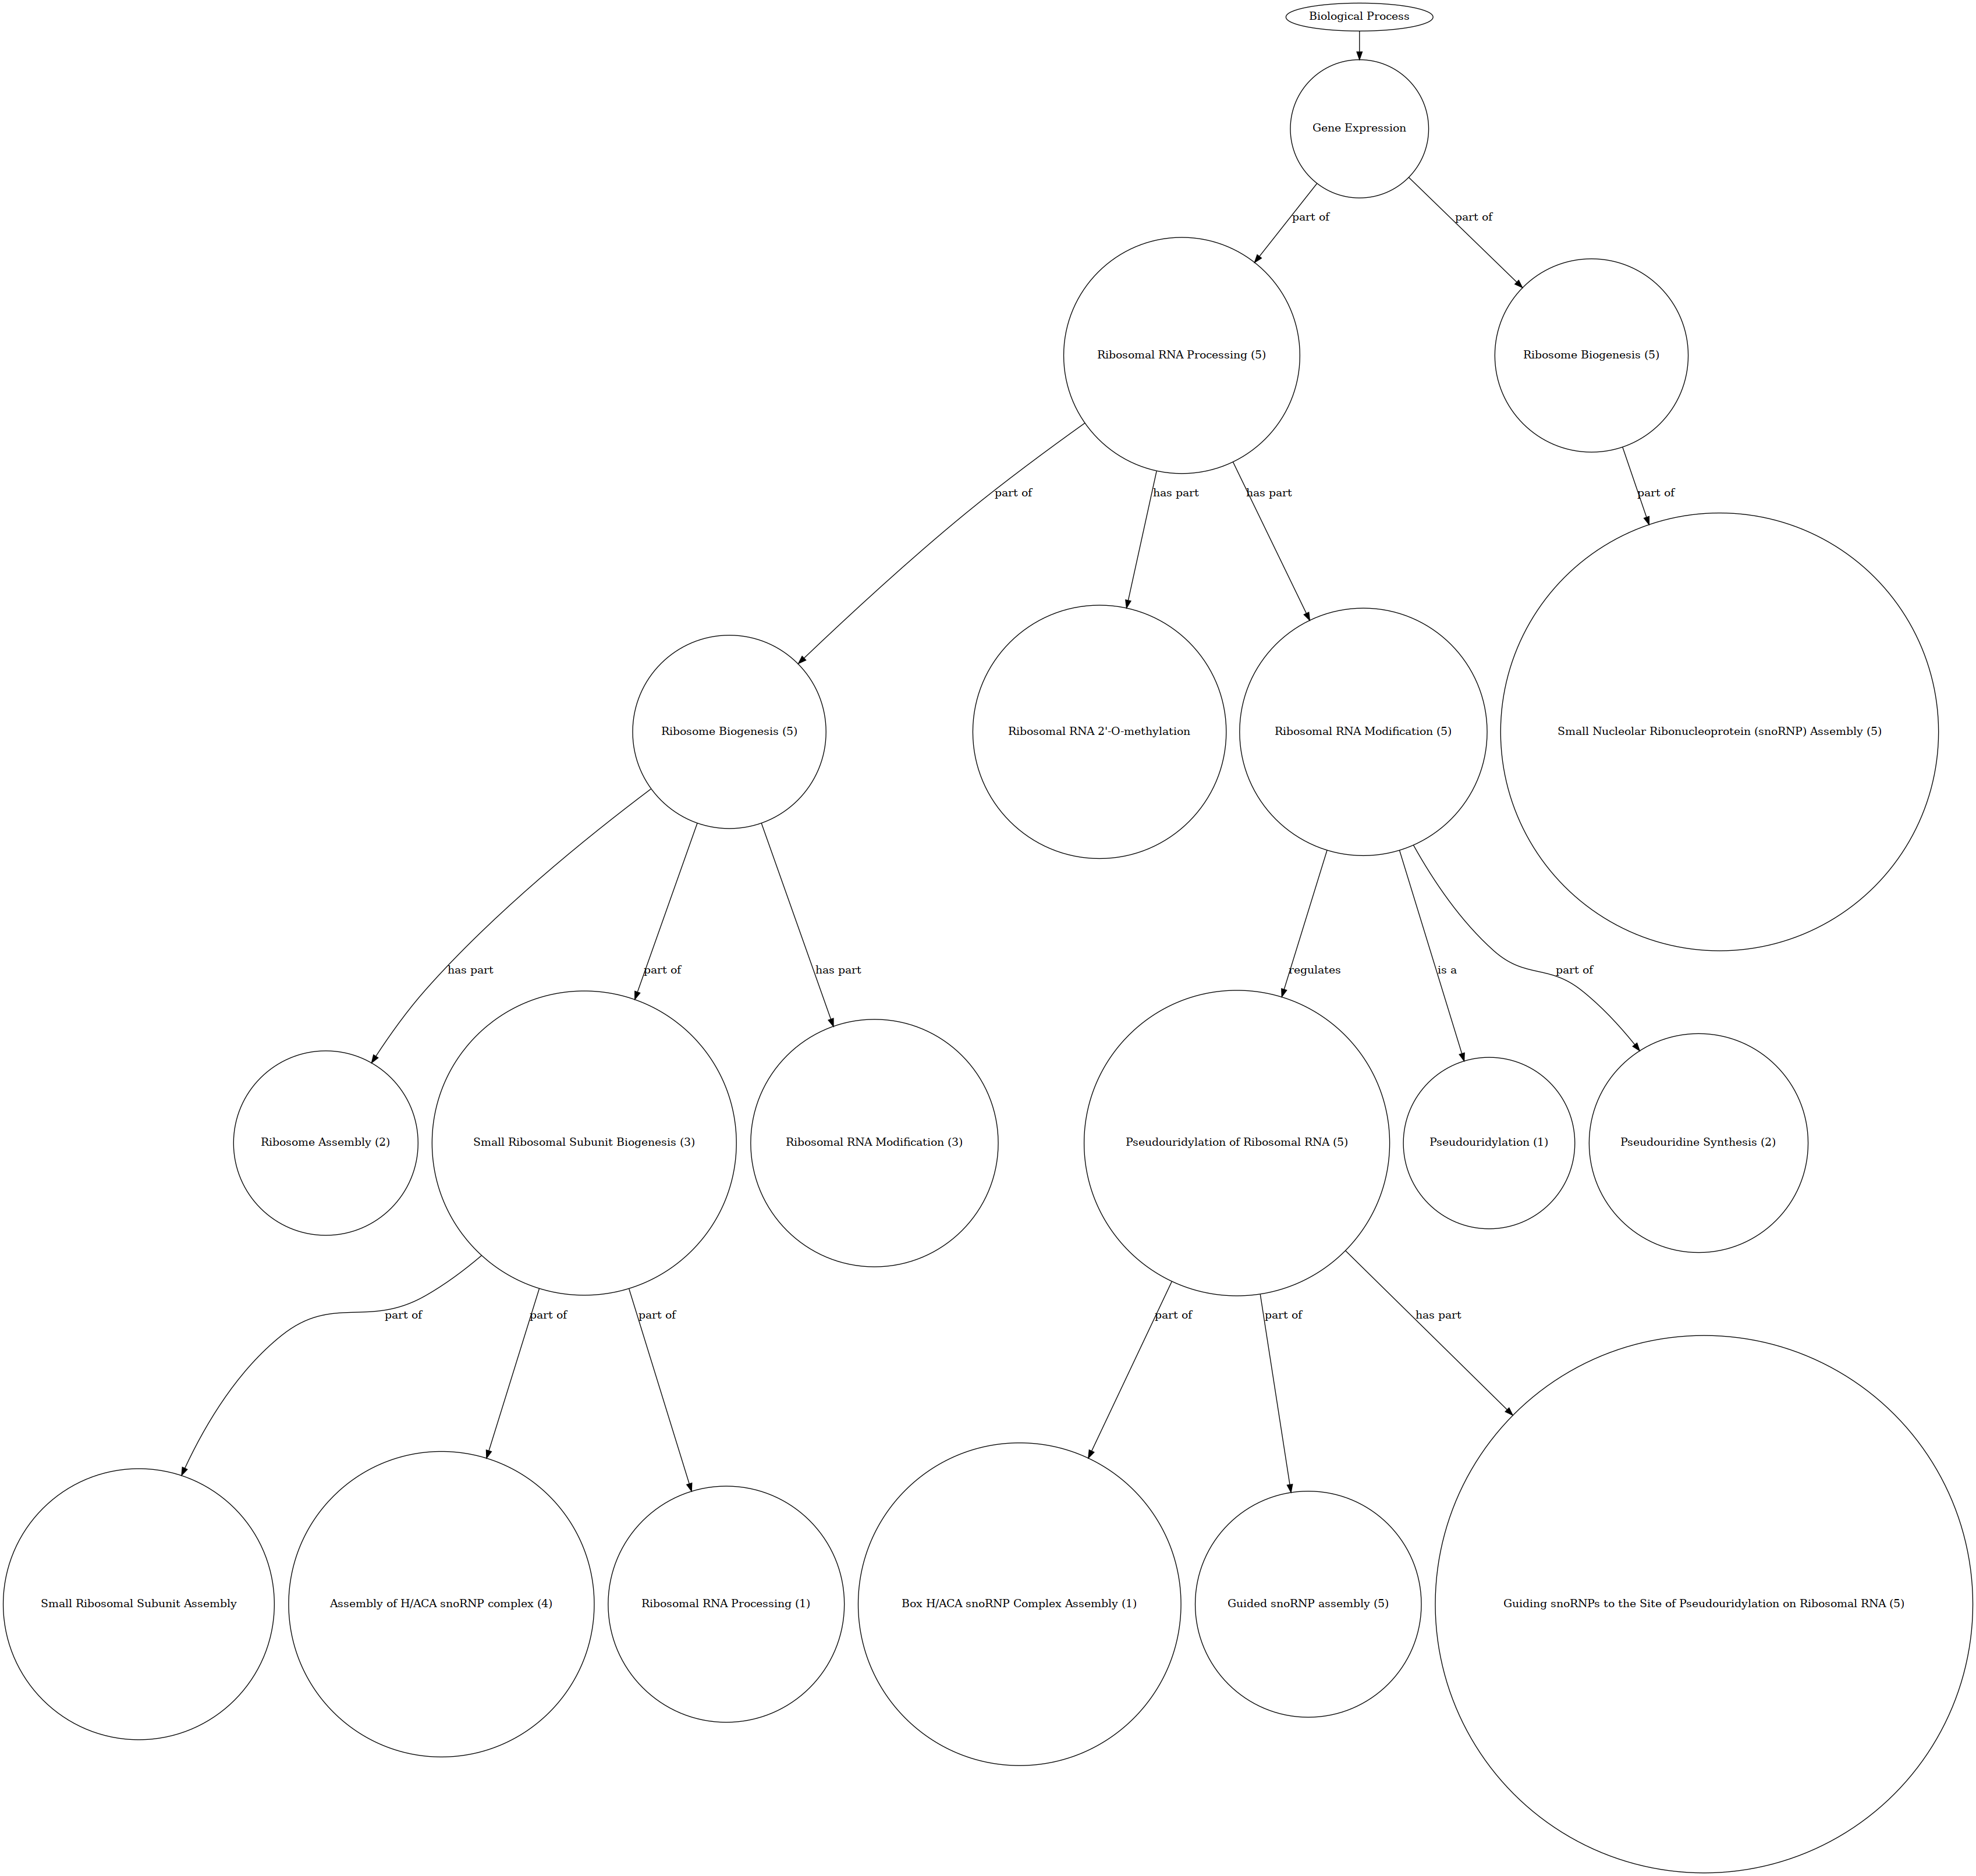 Biological Process
Gene Expression
part of
part of
Ribosomal RNA Processing (5)
Ribosome Biogenesis (5)
part of
has part
has part
part of
Ribosome Biogenesis (5)
Ribosomal RNA 2'-O-methylation
Ribosomal RNA Modification (5)
Small Nucleolar Ribonucleoprotein (snoRNP) Assembly (5)
has part
part of
has part
regulates
is a
part of
Ribosome Assembly (2)
Small Ribosomal Subunit Biogenesis (3)
Ribosomal RNA Modification (3)
Pseudouridylation of Ribosomal RNA (5)
Pseudouridylation (1)
Pseudouridine Synthesis (2)
part of
part of
part of
part of
part of
has part
Small Ribosomal Subunit Assembly
Assembly of H/ACA snoRNP complex (4)
Ribosomal RNA Processing (1)
Box H/ACA snoRNP Complex Assembly (1)
Guided snoRNP assembly (5)
Guiding snoRNPs to the Site of Pseudouridylation on Ribosomal RNA (5)